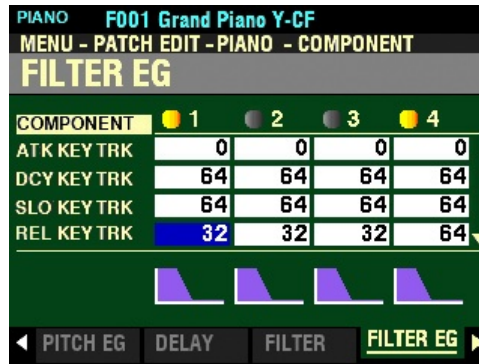 PIANO F001 Grand Piano Y-CF
MENU - PATCH EDIT - PIANO - COMPONENT
FILTER EG
COMPONENT 1 2 3 4
ATK KEY TRK 0 0 0 0
DCY KEY TRK 64 64 64 64
SLO KEY TRK 64 64 64 64
REL KEY TRK 32 32 32 64
PITCH EG DELAY FILTER FILTER EG